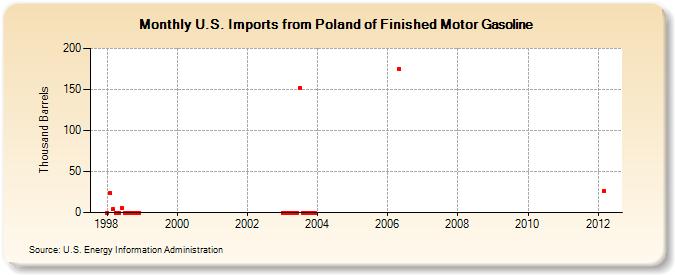 Monthly U.S. Imports from Poland of Finished Motor Gasoline
Thousand Barrels
200
150
100
50
0
1998 2000 2002 2004 2006 2008 2010 2012
Source: U.S. Energy Information Administration